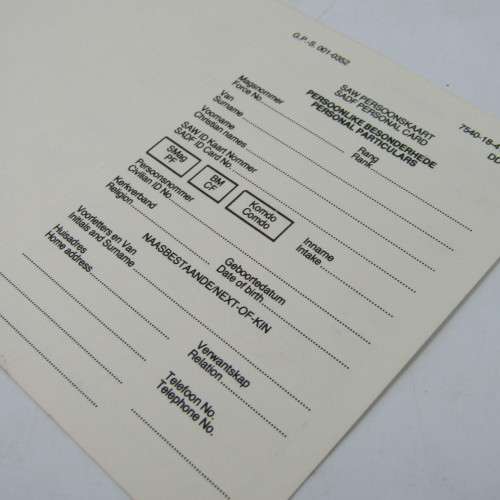 G.P.-S. 001-0352
7540-18-4
DD
SAW PERSOONSKAART
SADF PERSONAL CARD
PERSOONLIKE BESONDERHEDE
PERSONAL PARTICULARS
Magsnommer
Force No.
Rang
Rank
Van
Surname
Voorname
Christian names
SAW ID Kaart Nommer
SADF ID Card No.
SMag
PF
BM
CF
Komdo
Comdo
Inname
Intake
Persoonsnommer
Civilian ID No.
Geboortedatum
Date of birth
Kerkverband
Religion
NAASBESTAANDE/NEXT-OF-KIN
Voorletters en Van
Initials and Surname
Verwantskap
Relation
Huisadres
Home address
Telefoon No.
Telephone No.